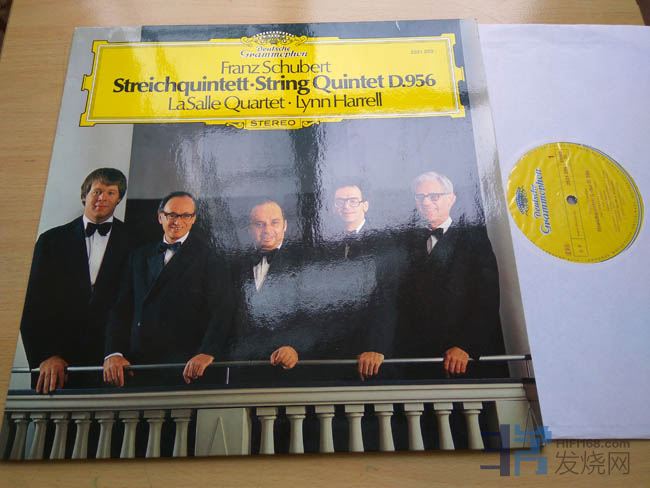 Deutsche
Grammophon
Franz Schubert
Streichquintett·String Quintet D.956
LaSalle Quartet · Lynn Harrell
STEREO
1
Deutsche
Grammophon
HIFI168.com
发烧网